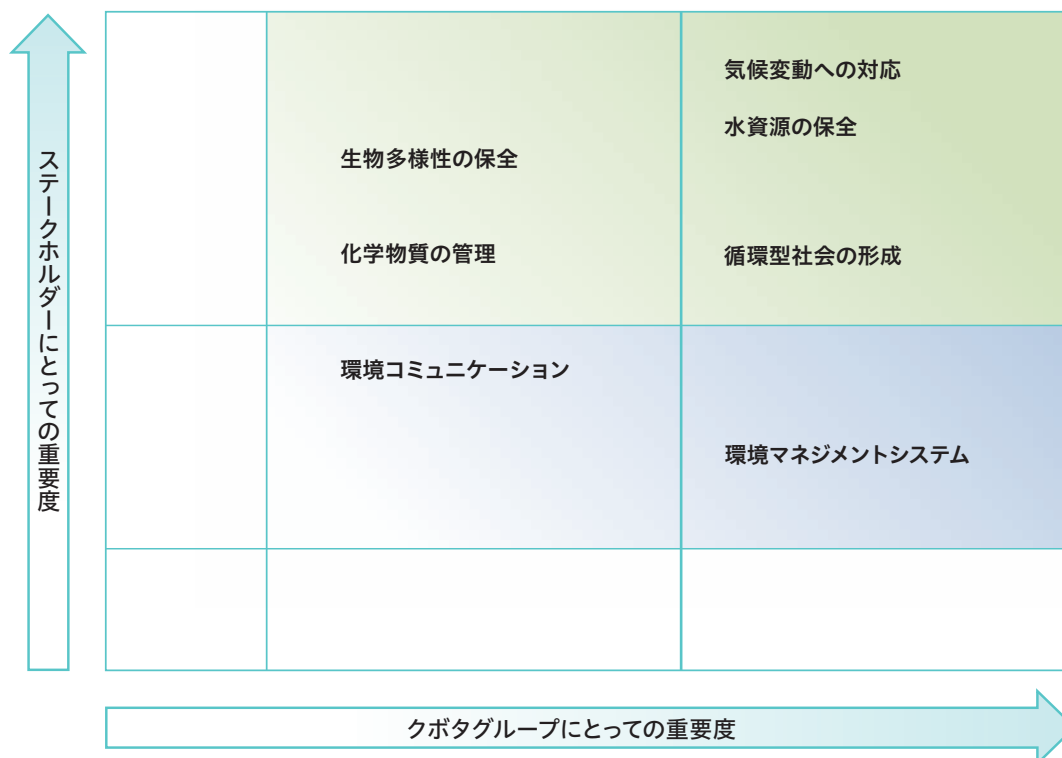 ステークホルダーにとっての重要度
気候変動への対応
水資源の保全
生物多様性の保全
化学物質の管理
循環型社会の形成
環境コミュニケーション
環境マネジメントシステム
クボタグループにとっての重要度